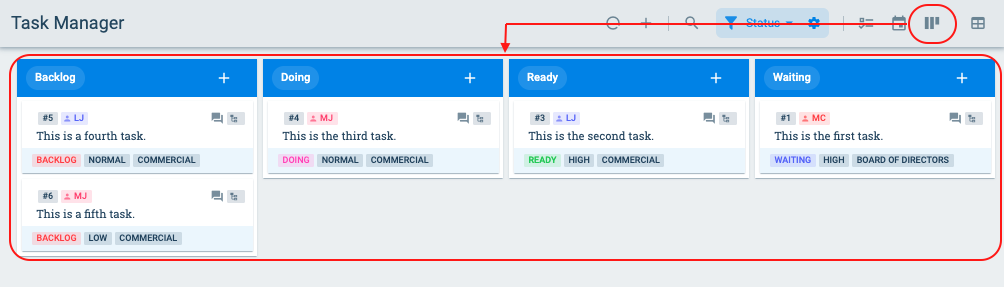 Task Manager
Status
Backlog
#5 LJ
This is a fourth task.
BACKLOG NORMAL COMMERCIAL
#6 MJ
This is a fifth task.
BACKLOG LOW COMMERCIAL
Doing
#4 MJ
This is the third task.
DOING NORMAL COMMERCIAL
Ready
#3 LJ
This is the second task.
READY HIGH COMMERCIAL
Waiting
#1 MC
This is the first task.
WAITING HIGH BOARD OF DIRECTORS